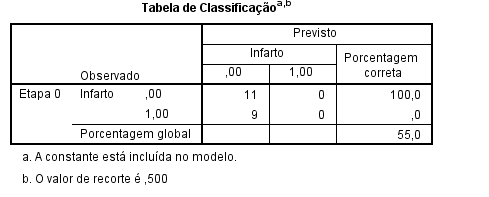 Tabela de Classificação a,b
Previsto
Infarto Porcentagem correta
Observado ,00 1,00
Etapa 0 Infarto ,00 11 0 100,0
1,00 9 0 ,0
Porcentagem global 55,0
a. A constante está incluída no modelo.
b. O valor de recorte é ,500